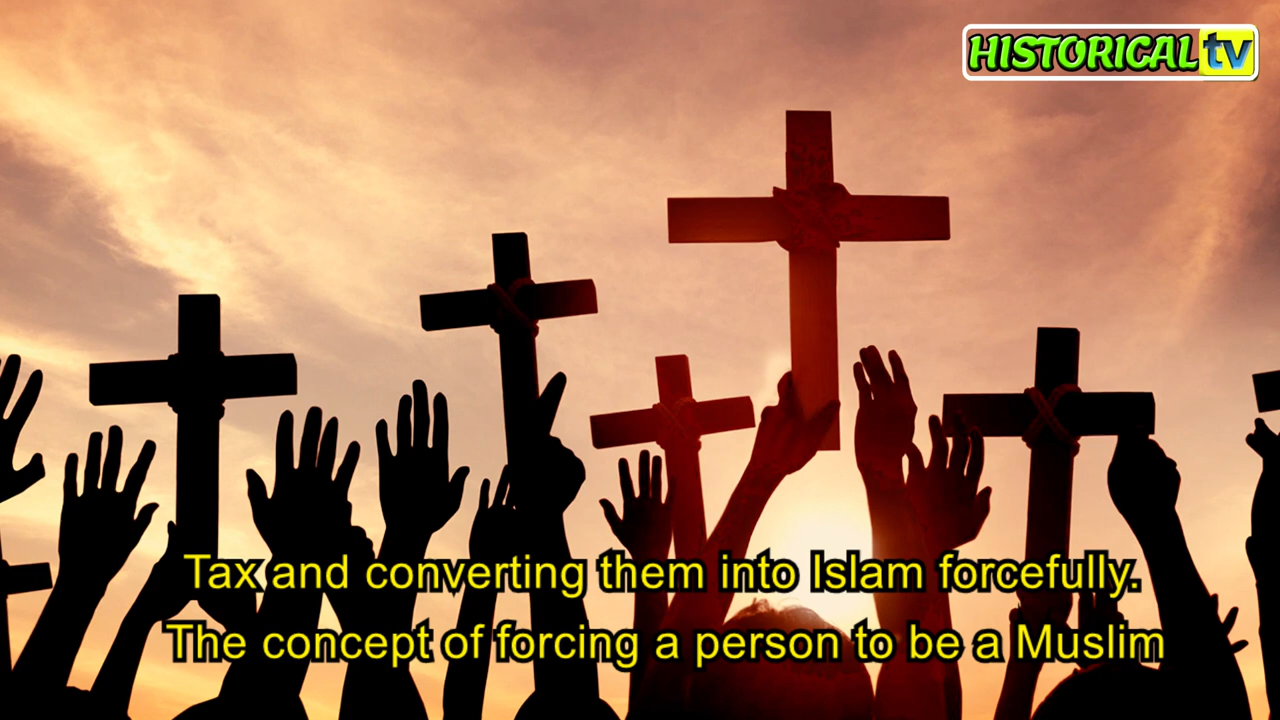 HISTORICAL tv
Tax and converting them into Islam forcefully.
The concept of forcing a person to be a Muslim